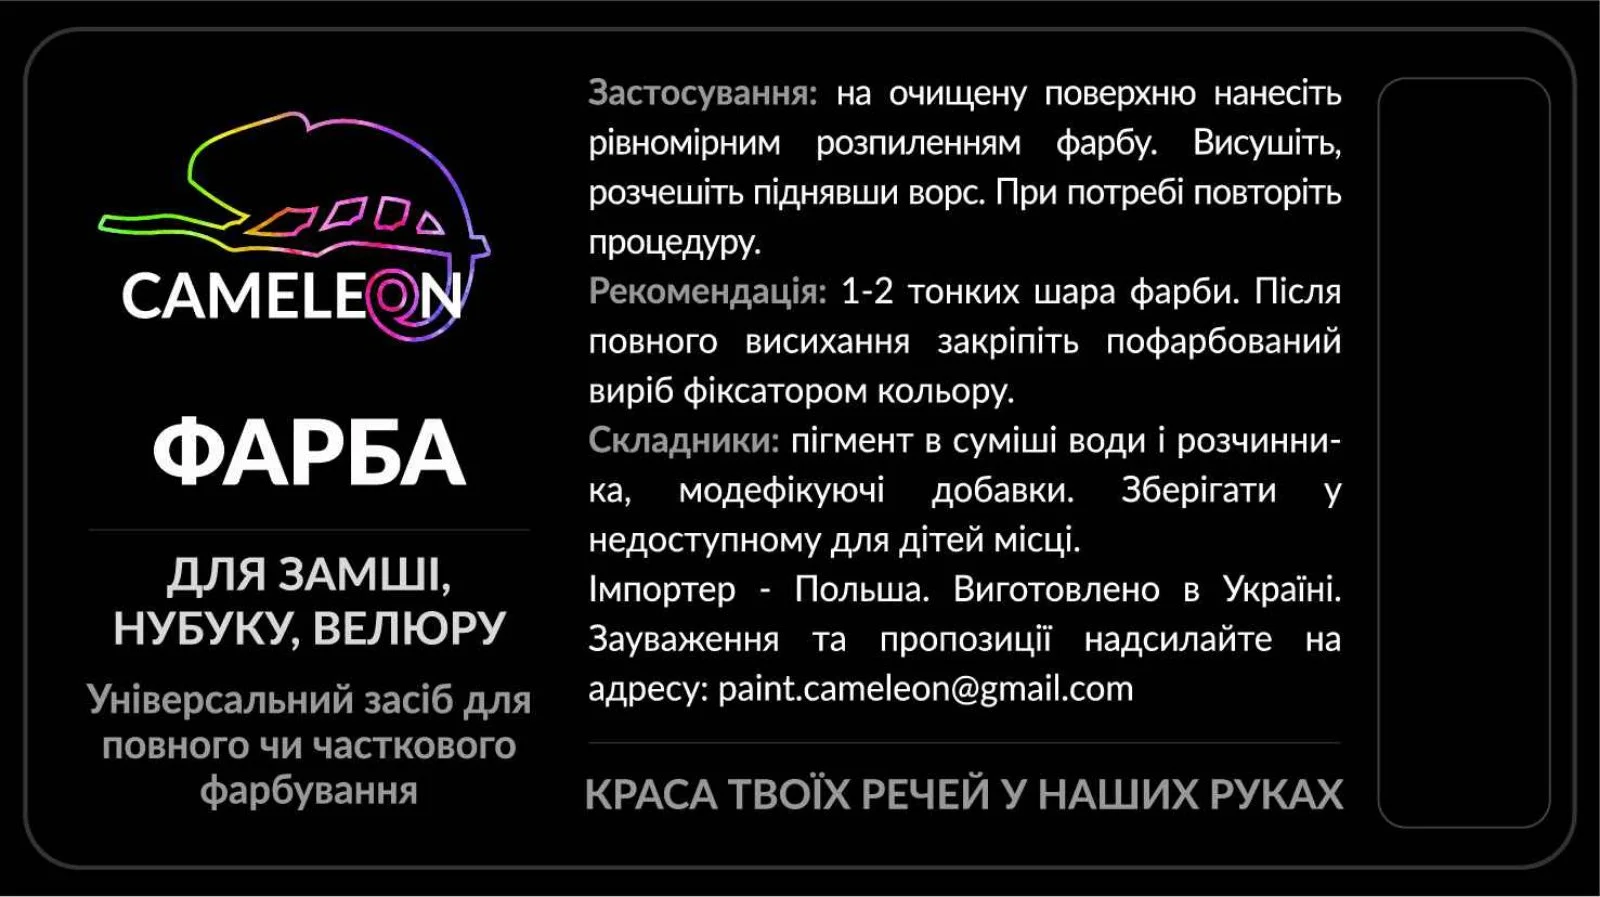 CAMELEON
ФАРБА
ДЛЯ ЗАМШІ,
НУБУКУ, ВЕЛЮРУ
Універсальний засіб для
повного чи часткового
фарбування
Застосування: на очищену поверхню нанесіть
рівномірним розпиленням фарбу. Висушіть,
розчешіть піднявши ворс. При потребі повторіть
процедуру.
Рекомендація: 1-2 тонких шара фарби. Після
повного висихання закріпіть пофарбований
виріб фіксатором кольору.
Складники: пігмент в суміші води і розчинни-
ка, модефікуючі добавки. Зберігати у
недоступному для дітей місці.
Імпортер - Польша. Виготовлено в Україні.
Зауваження та пропозиції надсилайте на
адресу: paint.cameleon@gmail.com
КРАСА ТВОЇХ РЕЧЕЙ У НАШИХ РУКАХ